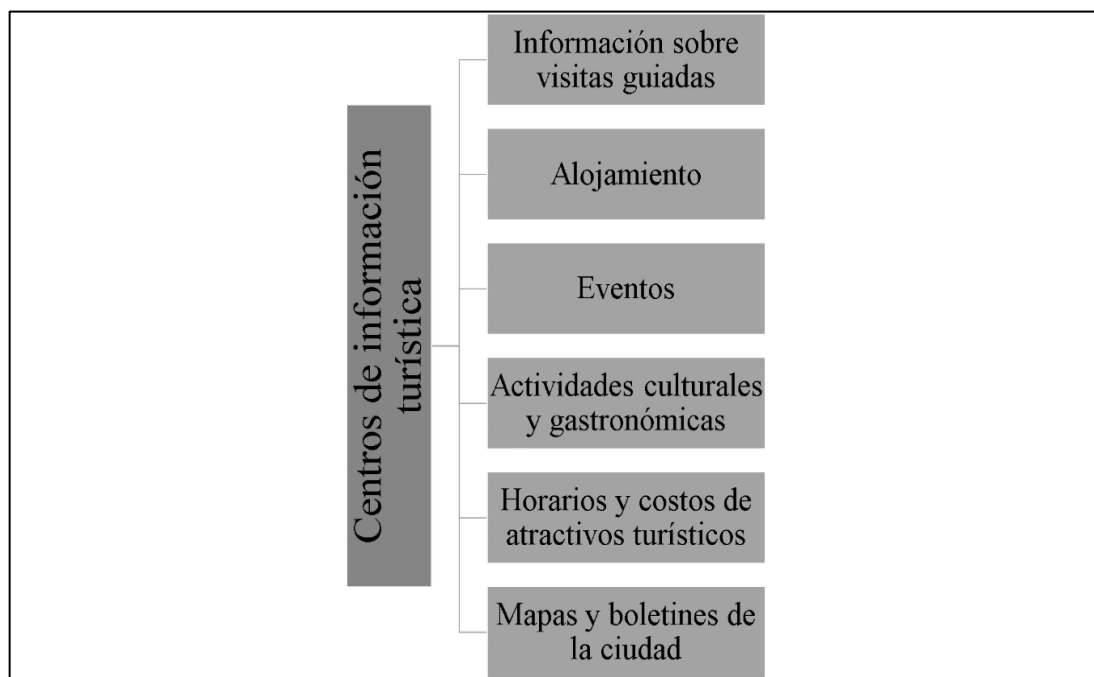 Centros de información
turística
Información sobre
visitas guiadas
Alojamiento
Eventos
Actividades culturales
y gastronómicas
Horarios y costos de
atractivos turísticos
Mapas y boletines de
la ciudad